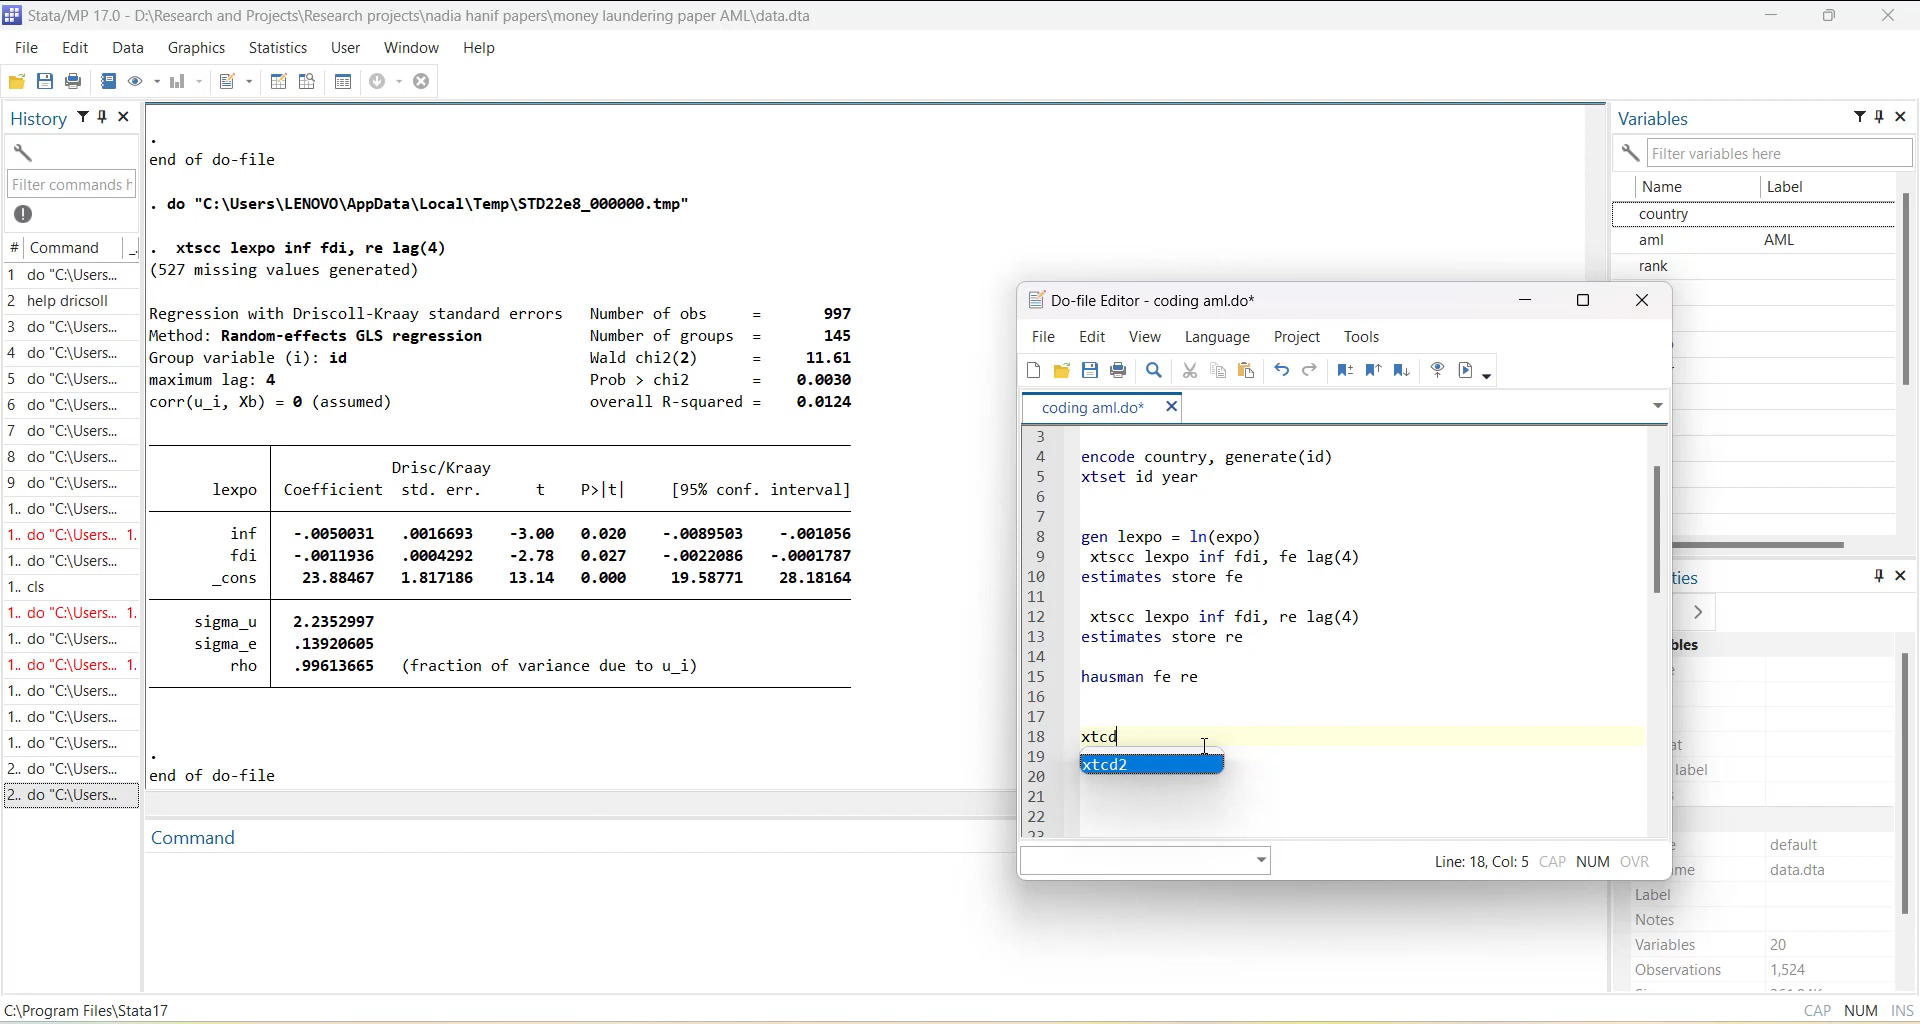 Stata/MP 17.0 - D:\Research and Projects\Research projects\nadia hanif papers\money laundering paper AML\data.dta
File Edit Data Graphics Statistics User Window Help
History
Filter commands h
# Command
1 do "C:\Users...
2 help dricsoll
3 do "C:\Users...
4 do "C:\Users...
5 do "C:\Users...
6 do "C:\Users...
7 do "C:\Users...
8 do "C:\Users...
9 do "C:\Users...
1.. do "C:\Users...
1.. do "C:\Users... 1.
1.. do "C:\Users...
1.. cls
1.. do "C:\Users... 1.
1.. do "C:\Users...
1.. do "C:\Users... 1.
1.. do "C:\Users...
1.. do "C:\Users...
1.. do "C:\Users...
2.. do "C:\Users...
2.. do "C:\Users...
.
end of do-file
. do "C:\Users\LENOVO\AppData\Local\Temp\STD22e8_000000.tmp"
. xtscc lexpo inf fdi, re lag(4)
(527 missing values generated)
Regression with Driscoll-Kraay standard errors Number of obs = 997
Method: Random-effects GLS regression Number of groups = 145
Group variable (i): id Wald chi2(2) = 11.61
maximum lag: 4 Prob > chi2 = 0.0030
corr(u_i, Xb) = 0 (assumed) overall R-squared = 0.0124
Drisc/Kraay
lexpo Coefficient std. err. t P>|t| [95% conf. interval]
inf -.0050031 .0016693 -3.00 0.020 -.0089503 -.001056
fdi -.0011936 .0004292 -2.78 0.027 -.0022086 -.0001787
_cons 23.88467 1.817186 13.14 0.000 19.58771 28.18164
sigma_u 2.2352997
sigma_e .13920605
rho .99613665 (fraction of variance due to u_i)
.
end of do-file
Command
Do-file Editor - coding aml.do*
File Edit View Language Project Tools
coding aml.do*
3
4 encode country, generate(id)
5 xtset id year
6
7
8 gen lexpo = ln(expo)
9 xtscc lexpo inf fdi, fe lag(4)
10 estimates store fe
11
12 xtscc lexpo inf fdi, re lag(4)
13 estimates store re
14
15 hausman fe re
16
17
18 xtcd
19 xtcd2
20
21
22
23
Line: 18, Col: 5 CAP NUM OVR
Variables
Filter variables here
Name Label
country
aml AML
rank
ties
bles
at
label
default
me data.dta
Label
Notes
Variables 20
Observations 1,524
C:\Program Files\Stata17
CAP NUM INS